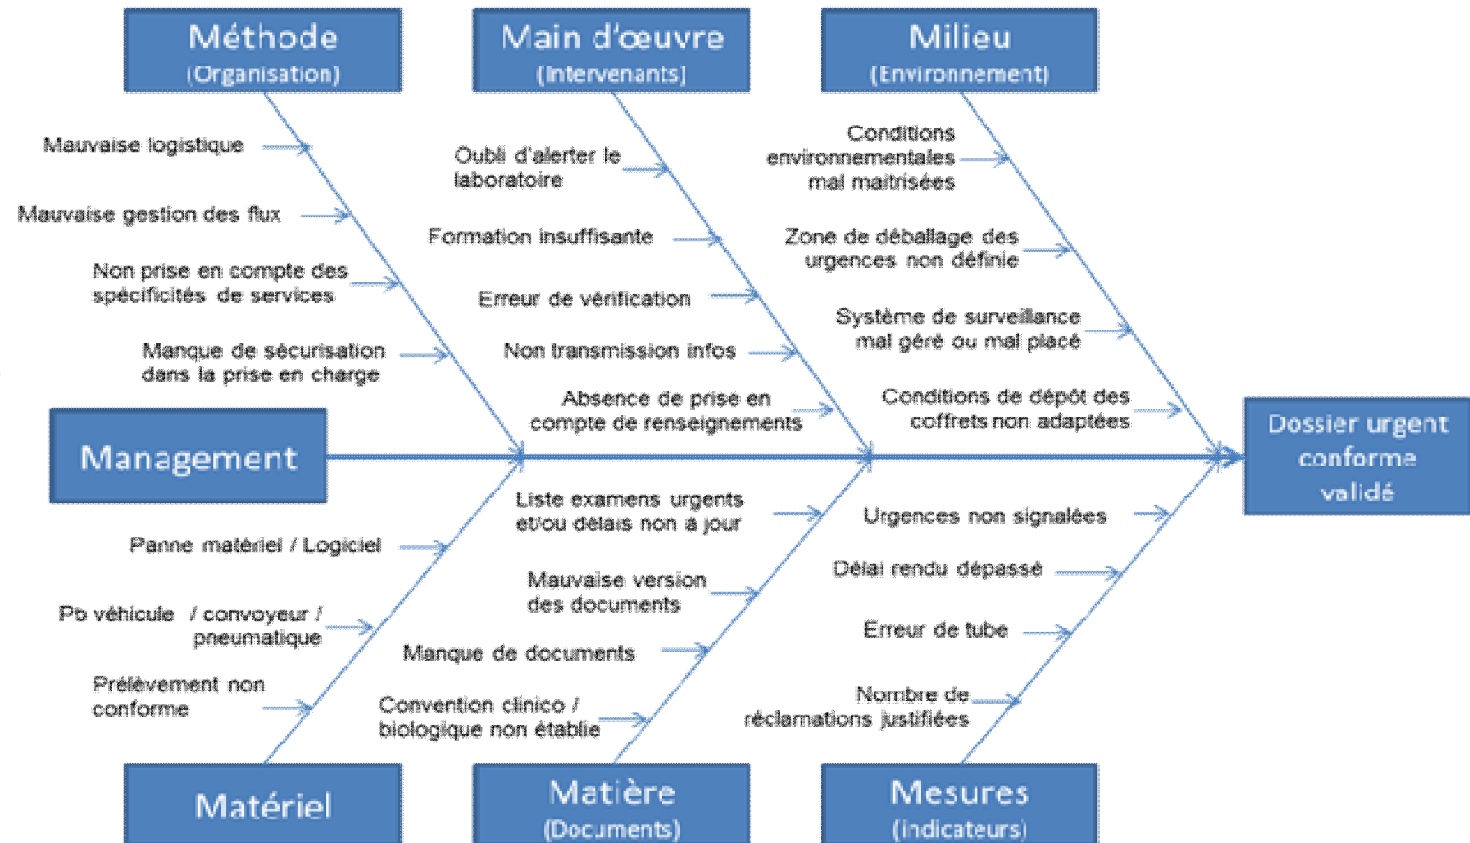 Méthode
(Organisation)
Mauvaise logistique
Mauvaise gestion des flux
Non prise en compte des
spécificités de services
Manque de sécurisation
dans la prise en charge
Main d'œuvre
(Intervenants)
Oubli d'alerter le
laboratoire
Formation insuffisante
Erreur de vérification
Non transmission infos
Absence de prise en
compte de renseignements
Milieu
(Environnement)
Conditions
environnementales
mal maitrisées
Zone de déballage des
urgences non définie
Système de surveillance
mal géré ou mal placé
Conditions de dépôt des
coffrets non adaptées
Management
Dossier urgent
conforme
validé
Panne matériel / Logiciel
Pb véhicule / convoyeur /
pneumatique
Prélèvement non
conforme
Matériel
Liste examens urgents
et/ou délais non à jour
Mauvaise version
des documents
Manque de documents
Convention clinico /
biologique non établie
Matière
(Documents)
Urgences non signalées
Délai rendu dépassé
Erreur de tube
Nombre de
réclamations justifiées
Mesures
(indicateurs)